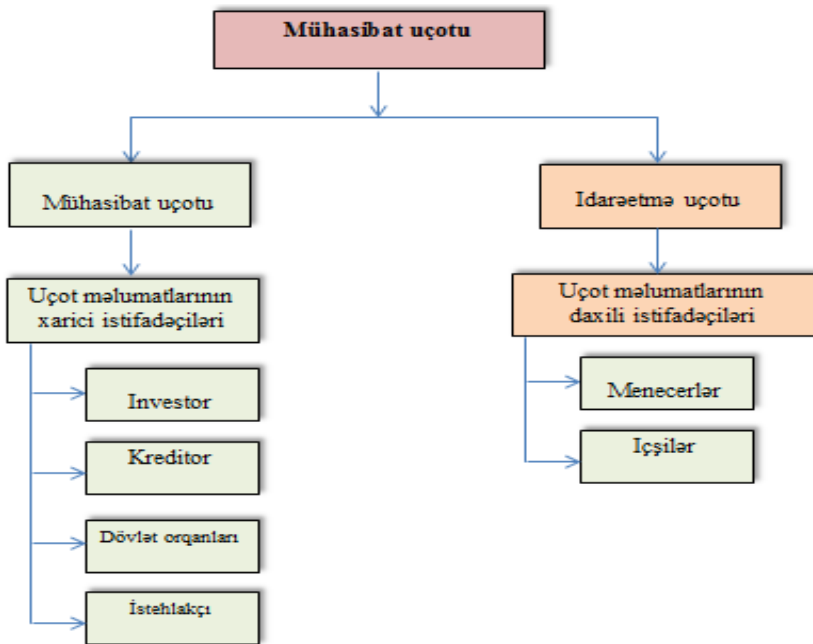 Mühasibat uçotu
Mühasibat uçotu
Idarəetmə uçotu
Uçot məlumatlarının
xarici istifadəçiləri
Uçot məlumatlarının
daxili istifadəçiləri
Investor
Kreditor
Dövlət orqanları
İstehlakçı
Menecerlər
Içşilər